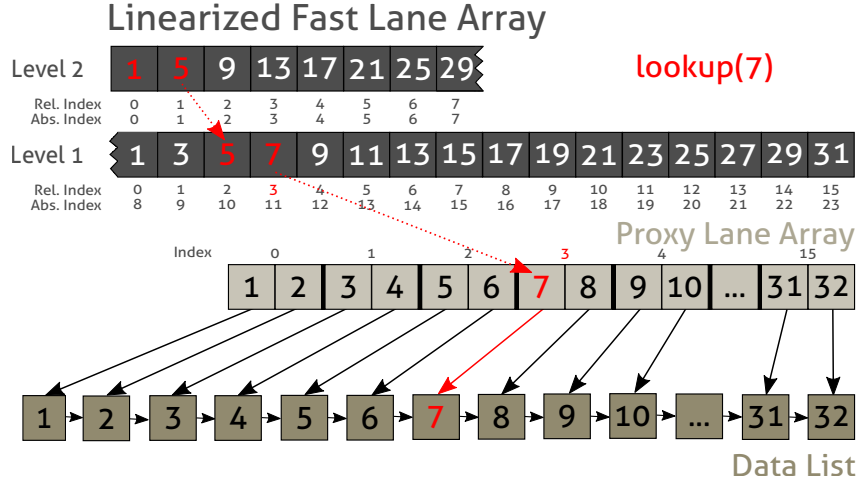 Linearized Fast Lane Array
Level 2 1 5 9 13 17 21 25 29 lookup(7)
Rel. Index 0 1 2 3 4 5 6 7
Abs. Index 0 1 2 3 4 5 6 7
Level 1 1 3 5 7 9 11 13 15 17 19 21 23 25 27 29 31
Rel. Index 0 1 2 3 4 5 6 7 8 9 10 11 12 13 14 15
Abs. Index 8 9 10 11 12 13 14 15 16 17 18 19 20 21 22 23
Proxy Lane Array
Index 0 1 2 3 4 15
1 2 3 4 5 6 7 8 9 10 ... 31 32
1 2 3 4 5 6 7 8 9 10 ... 31 32
Data List